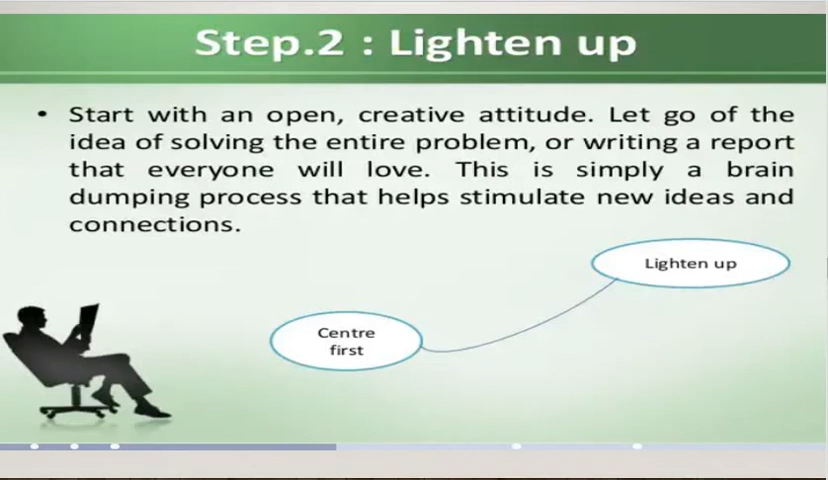 Step.2 : Lighten up
• Start with an open, creative attitude. Let go of the
idea of solving the entire problem, or writing a report
that everyone will love. This is simply a brain
dumping process that helps stimulate new ideas and
connections.
Lighten up
Centre
first